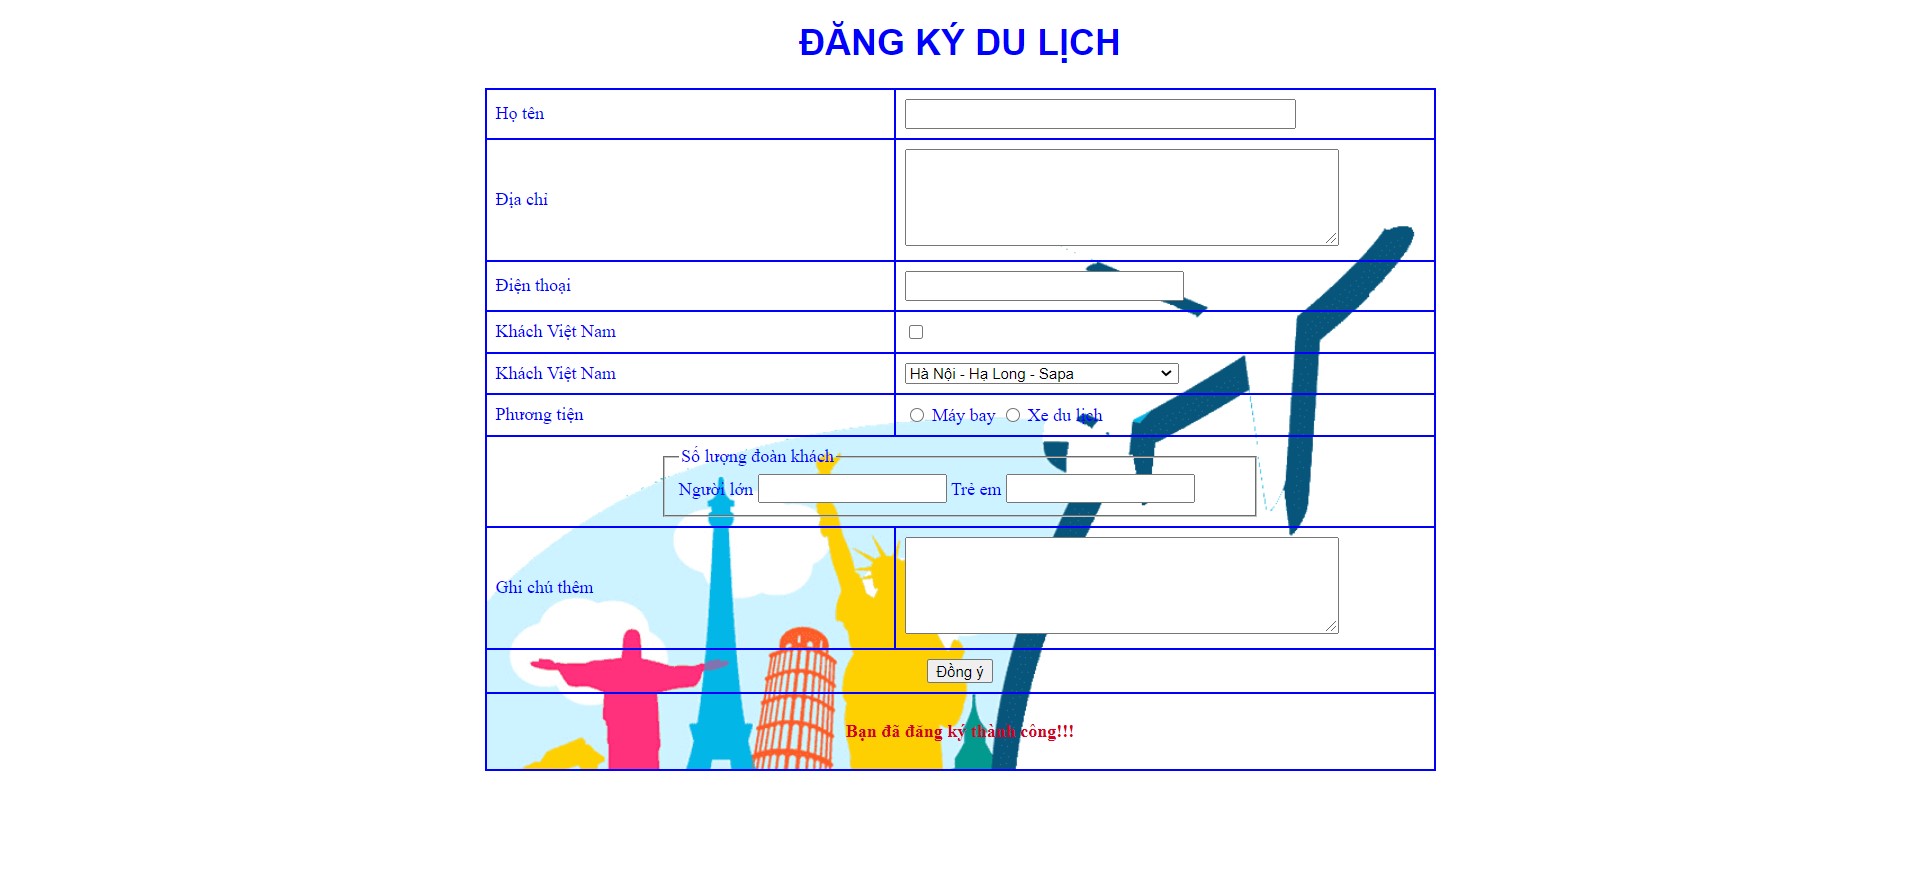 ĐĂNG KÝ DU LỊCH
Họ tên
Địa chỉ
Điện thoại
Khách Việt Nam
Khách Việt Nam Hà Nội - Hạ Long - Sapa
Phương tiện Máy bay Xe du lịch
Số lượng đoàn khách
Người lớn Trẻ em
Ghi chú thêm
Đồng ý
Bạn đã đăng ký thành công!!!